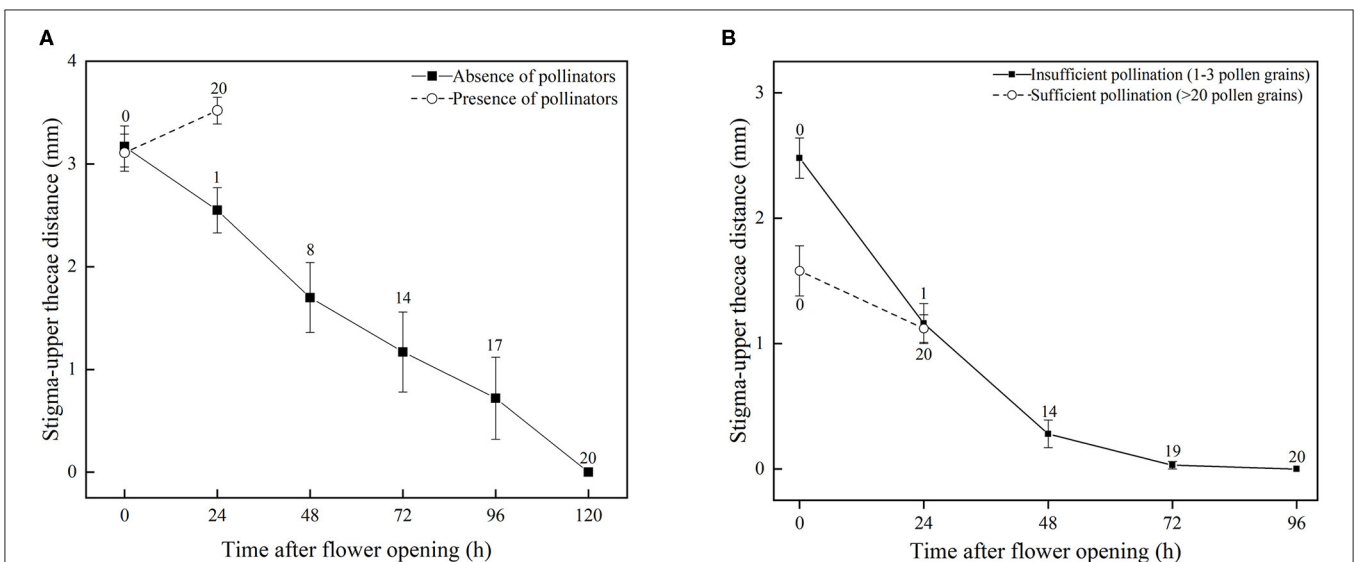 A
Stigma-upper thecae distance (mm)
4
3
2
1
0
Absence of pollinators
Presence of pollinators
0
20
1
8
14
17
20
0 24 48 72 96 120
Time after flower opening (h)
B
Stigma-upper thecae distance (mm)
3
2
1
0
Insufficient pollination (1-3 pollen grains)
Sufficient pollination (>20 pollen grains)
0
0
1
20
14
19
20
0 24 48 72 96
Time after flower opening (h)